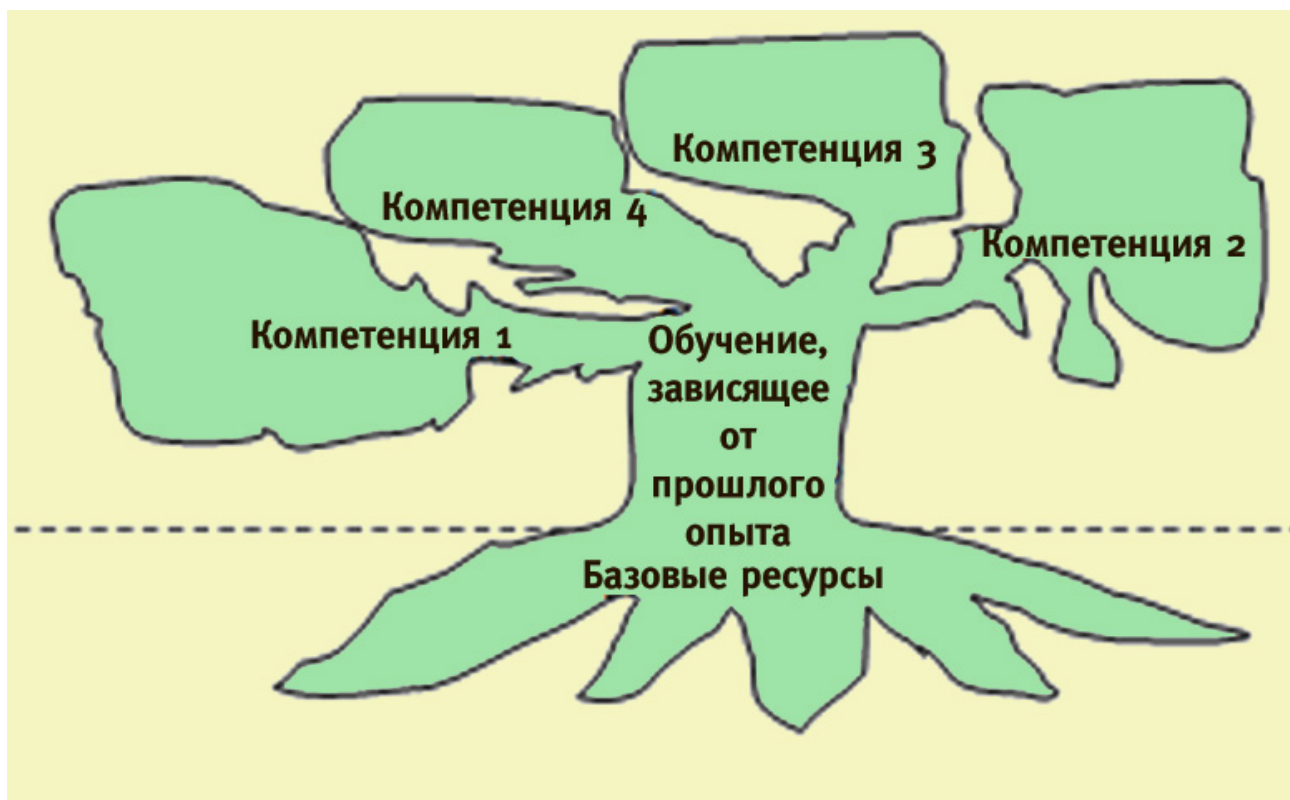 Компетенция 3
Компетенция 4
Компетенция 2
Компетенция 1
Обучение,
зависящее
от
прошлого
опыта
Базовые ресурсы